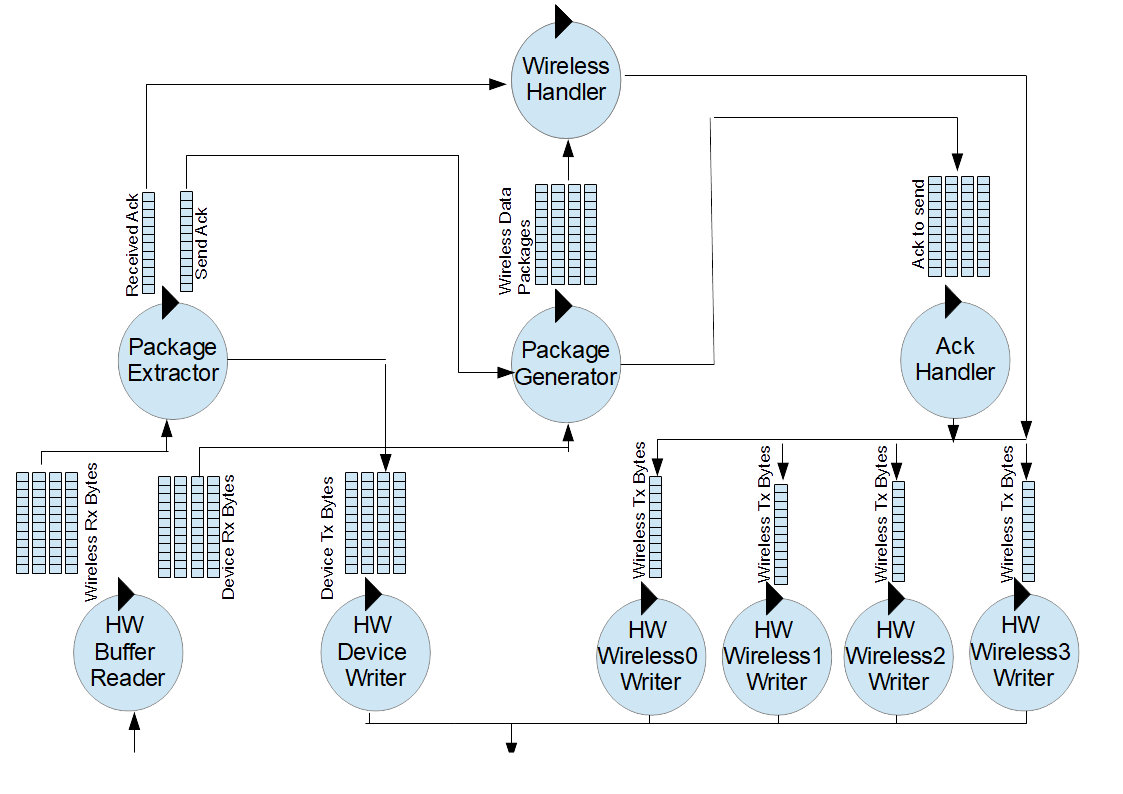 Wireless
Handler
Received Ack
Send Ack
Wireless Data
Packages
Ack to send
Package
Extractor
Package
Generator
Ack
Handler
Wireless Rx Bytes
Device Rx Bytes
Device Tx Bytes
Wireless Tx Bytes
Wireless Tx Bytes
Wireless Tx Bytes
Wireless Tx Bytes
HW
Buffer
Reader
HW
Device
Writer
HW
Wireless0
Writer
HW
Wireless1
Writer
HW
Wireless2
Writer
HW
Wireless3
Writer